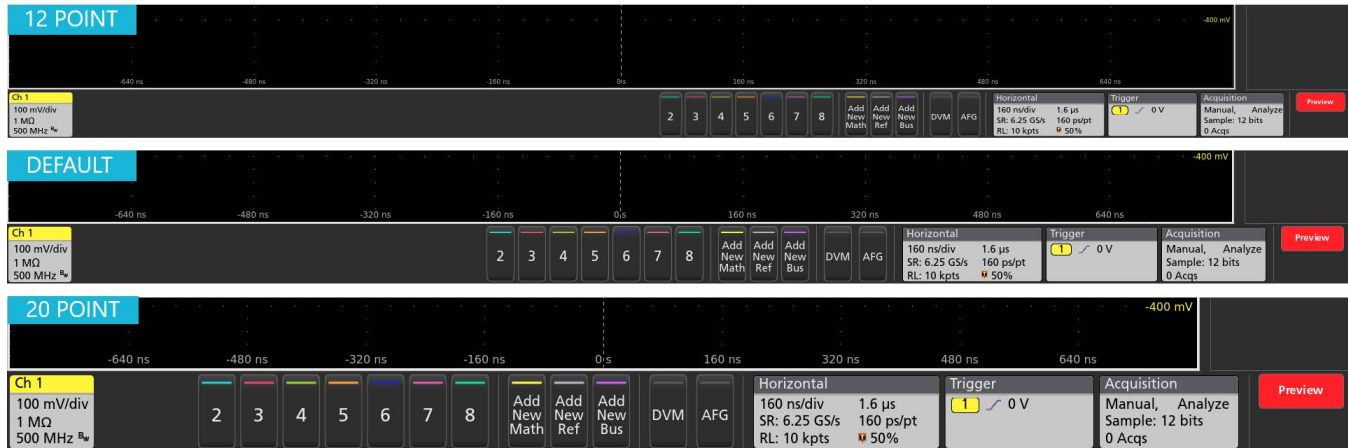 12 POINT
-400 mV
-640 ns -480 ns -320 ns -160 ns 0 s 160 ns 320 ns 480 ns 640 ns
Ch 1 Horizontal Trigger Acquisition
100 mV/div 2 3 4 5 6 7 8 Add New Math Add New Ref Add New Bus DVM AFG 160 ns/div 1.6 µs 1 0 V Manual, Analyze Preview
1 MΩ SR: 6.25 GS/s 160 ps/pt Sample: 12 bits
500 MHz Bw RL: 10 kpts 50% 0 Acqs
DEFAULT
-400 mV
-640 ns -480 ns -320 ns -160 ns 0 s 160 ns 320 ns 480 ns 640 ns
Ch 1 Horizontal Trigger Acquisition
100 mV/div 2 3 4 5 6 7 8 Add New Math Add New Ref Add New Bus DVM AFG 160 ns/div 1.6 µs 1 0 V Manual, Analyze Preview
1 MΩ SR: 6.25 GS/s 160 ps/pt Sample: 12 bits
500 MHz Bw RL: 10 kpts 50% 0 Acqs
20 POINT
-400 mV
-640 ns -480 ns -320 ns -160 ns 0 s 160 ns 320 ns 480 ns 640 ns
Ch 1 Horizontal Trigger Acquisition
100 mV/div 2 3 4 5 6 7 8 Add New Math Add New Ref Add New Bus DVM AFG 160 ns/div 1.6 µs 1 0 V Manual, Analyze Preview
1 MΩ SR: 6.25 GS/s 160 ps/pt Sample: 12 bits
500 MHz Bw RL: 10 kpts 50% 0 Acqs